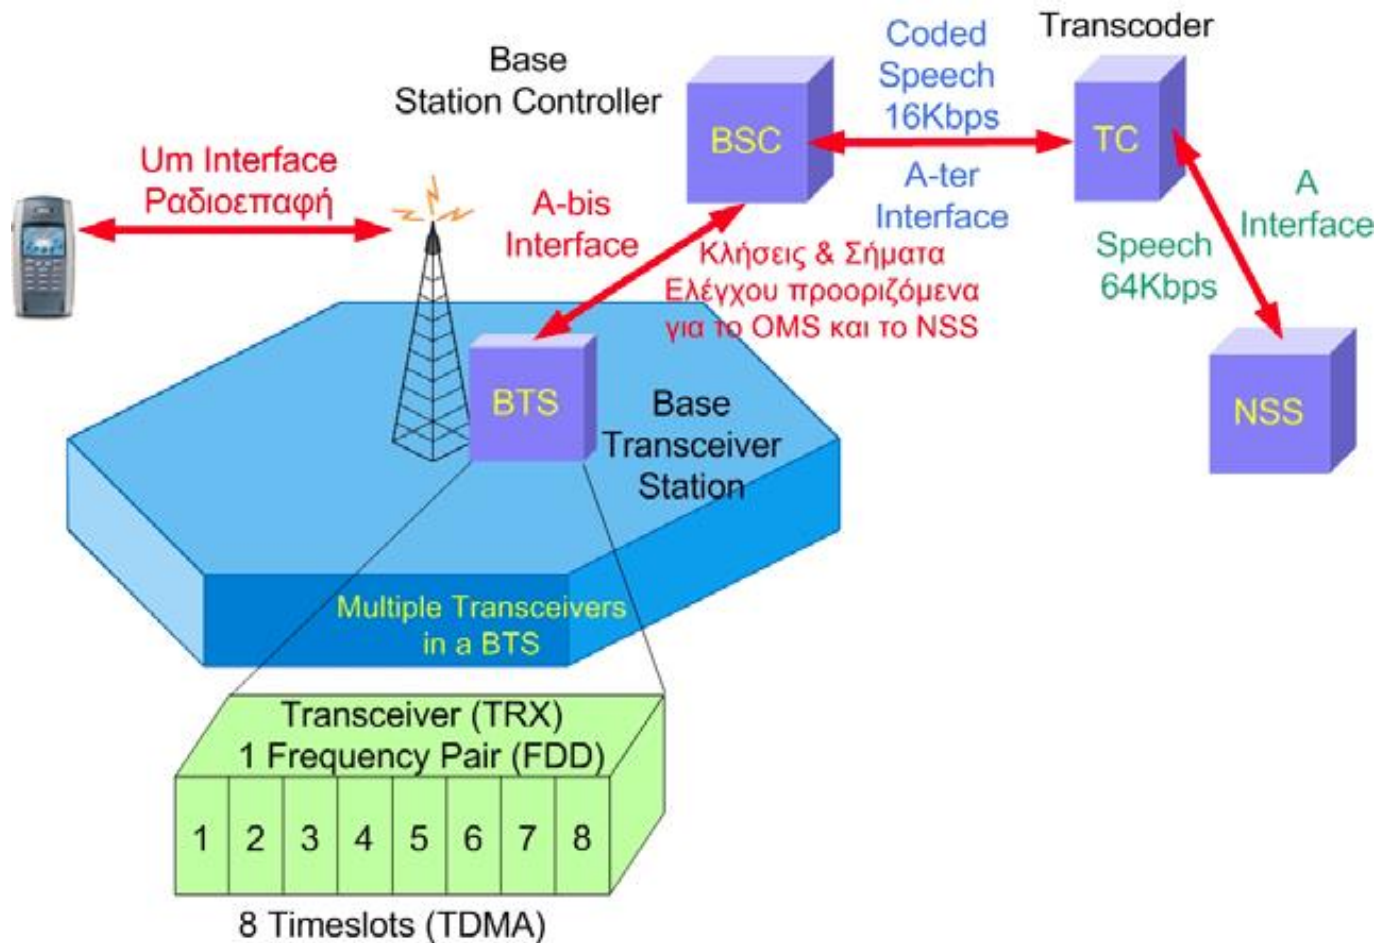 Transcoder
Coded
Speech
16Kbps
Base
Station Controller
BSC
TC
Um Interface
Ραδιοεπαφή
A-bis
Interface
A-ter
Interface
A
Interface
Speech
64Kbps
Κλήσεις & Σήματα
Ελέγχου προοριζόμενα
για το OMS και το NSS
BTS
Base
Transceiver
Station
NSS
Multiple Transceivers
in a BTS
Transceiver (TRX)
1 Frequency Pair (FDD)
1 2 3 4 5 6 7 8
8 Timeslots (TDMA)